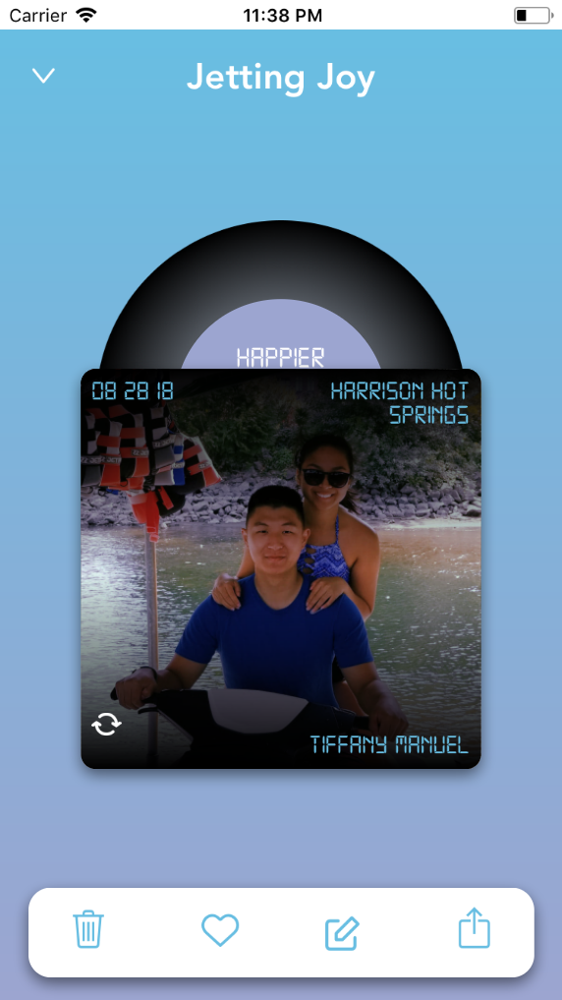 Carrier 11:38 PM
Jetting Joy
HAPPIER
08 28 18 HARRISON HOT
SPRINGS
TIFFANY MANUEL